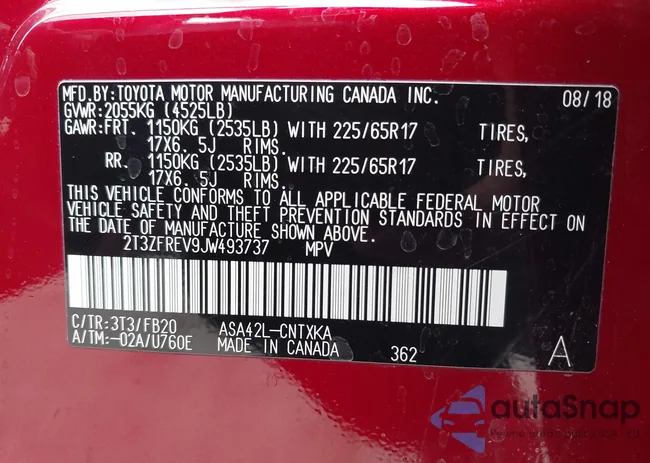 MFD.BY:TOYOTA MOTOR MANUFACTURING CANADA INC. 08/18
GVWR:2055KG (4525LB)
GAWR:FRT. 1150KG (2535LB) WITH 225/65R17 TIRES,
17X6. 5J RIMS.
RR. 1150KG (2535LB) WITH 225/65R17 TIRES,
17X6. 5J RIMS.
THIS VEHICLE CONFORMS TO ALL APPLICABLE FEDERAL MOTOR
VEHICLE SAFETY AND THEFT PREVENTION STANDARDS IN EFFECT ON
THE DATE OF MANUFACTURE SHOWN ABOVE.
2T3ZFREV9JW493737 MPV
C/TR:3T3/FB20 ASA42L-CNTXKA
A/TM:-02A/U760E MADE IN CANADA 362 A
autaSnap